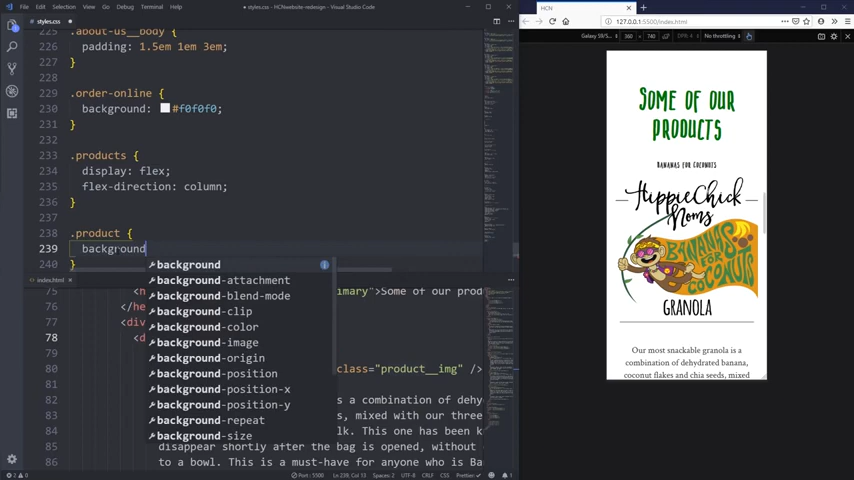 File Edit Selection View Go Debug Terminal Help
● styles.css - HCNwebsite-redesign - Visual Studio Code
styles.css ●
225 .about-us__body {
226 padding: 1.5em 1em 3em;
227 }
228
229 .order-online {
230 background: #f0f0f0;
231 }
232
233 .products {
234 display: flex;
235 flex-direction: column;
236 }
237
238 .product {
239 background
240 }
background
background-attachment
background-blend-mode
background-clip
background-color
background-image
background-origin
background-position
background-position-x
background-position-y
background-repeat
background-size
index.html
75 <h imary">Some of our prod
76 </he
77 <div
78 <d
79
80 class="product__img" />
81
82 s a combination of dehy
83 s, mixed with our three
84 lk. This one has been k
85 disappear shortly after the bag is opened, without
86 to a bowl. This is a must-have for anyone who is Ba
2 0
Port : 5500 Ln 239, Col 13 Spaces: 2 UTF-8 CRLF CSS Prettier 1
HCN
127.0.0.1:5500/index.html
Galaxy S9/S... 360 x 740 DPR: 4 No throttling
Some of our
products
Bananas for Coconuts
HippieChick
Noms
BANANAS
FOR
COCONUTS
GRANOLA
Our most snackable granola is a
combination of dehydrated banana,
coconut flakes and chia seeds, mixed